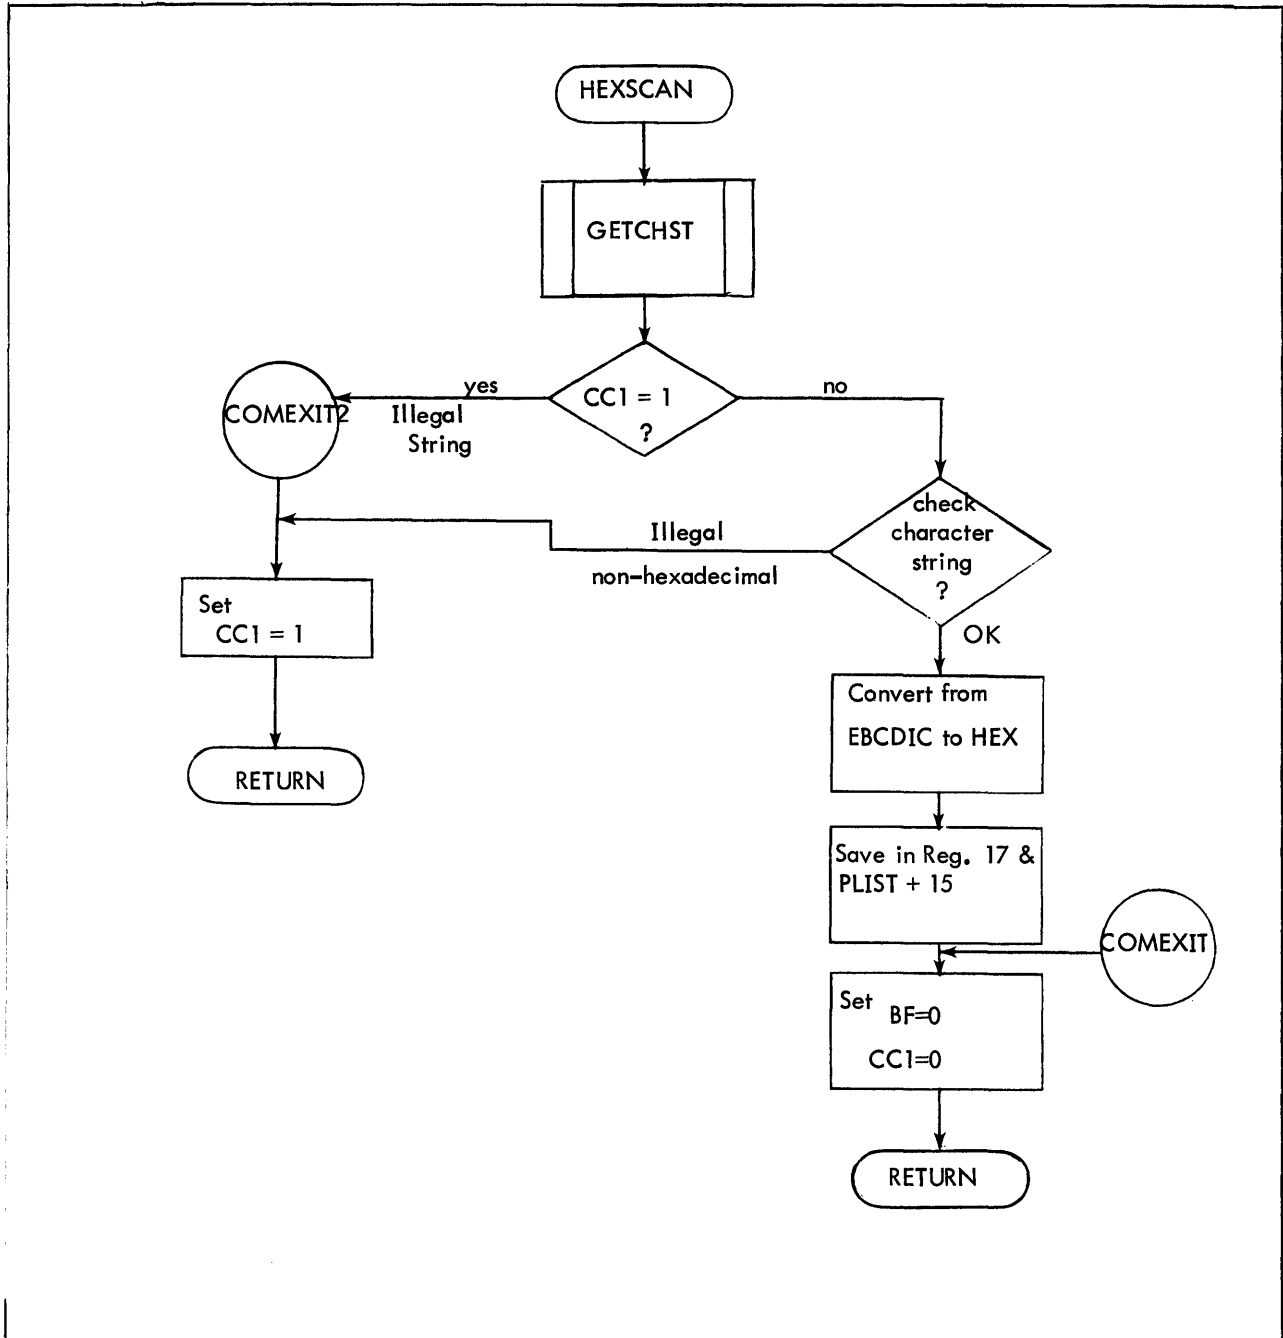 HEXSCAN
GETCHST
CC1 = 1
?
yes
Illegal
String
no
COMEXIT2
check
character
string
?
Illegal
non-hexadecimal
OK
Set
CC1 = 1
RETURN
Convert from
EBCDIC to HEX
Save in Reg. 17 &
PLIST + 15
COMEXIT
Set BF=0
CC1=0
RETURN